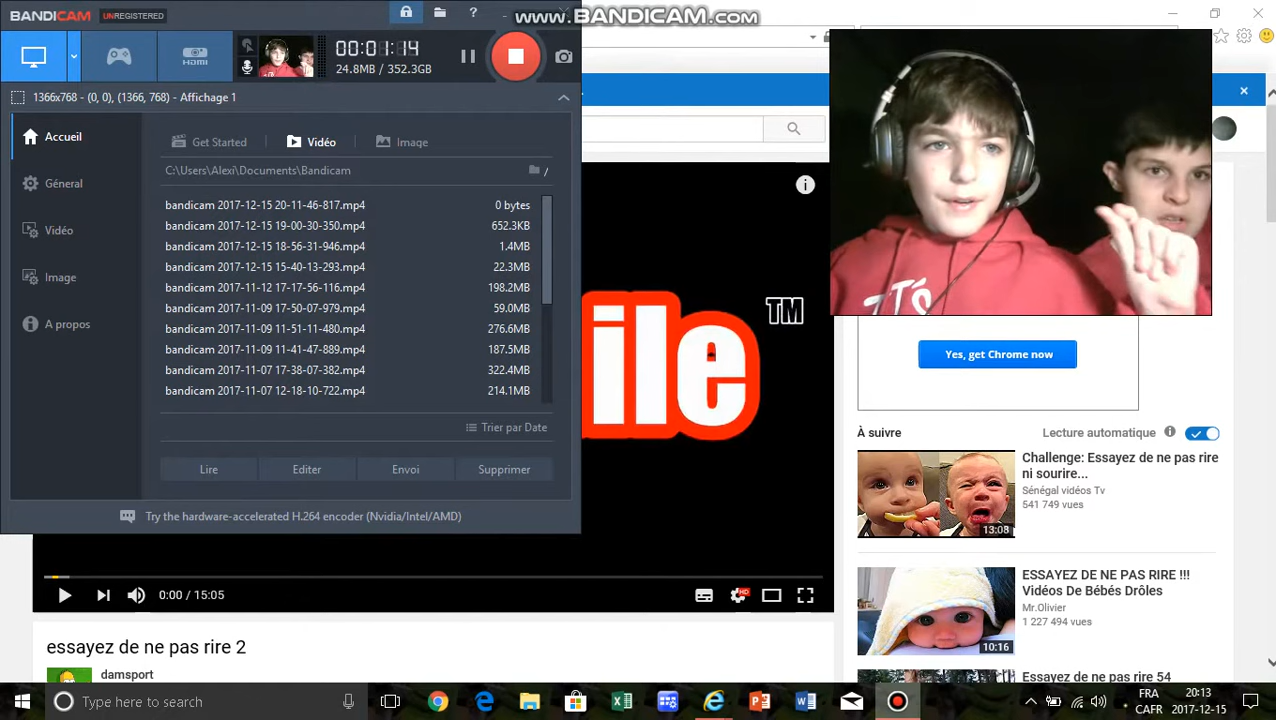 BANDICAM UNREGISTERED
www.BANDICAM.com
00:01:14
24.8MB / 352.3GB
HDMI
1366x768 - (0, 0), (1366, 768) - Affichage 1
Accueil
Géneral
Vidéo
Image
A propos
Get Started
Vidéo
Image
C:\Users\Alexi\Documents\Bandicam
/
bandicam 2017-12-15 20-11-46-817.mp4 0 bytes
bandicam 2017-12-15 19-00-30-350.mp4 652.3KB
bandicam 2017-12-15 18-56-31-946.mp4 1.4MB
bandicam 2017-12-15 15-40-13-293.mp4 22.3MB
bandicam 2017-11-12 17-17-56-116.mp4 198.2MB
bandicam 2017-11-09 11-50-07-979.mp4 59.0MB
bandicam 2017-11-09 11-51-11-480.mp4 276.6MB
bandicam 2017-11-09 11-41-47-889.mp4 187.5MB
bandicam 2017-11-07 17-38-07-382.mp4 322.4MB
bandicam 2017-11-07 12-18-10-722.mp4 214.1MB
Trier par Date
Lire Editer Envoi Supprimer
Try the hardware-accelerated H.264 encoder (Nvidia/Intel/AMD)
ile TM
0:00 / 15:05
HD
essayez de ne pas rire 2
damsport
Yes, get Chrome now
À suivre
Lecture automatique
Challenge: Essayez de ne pas rire
ni sourire...
Sénégal vidéos Tv
541 749 vues
13:08
ESSAYEZ DE NE PAS RIRE !!!
Vidéos De Bébés Drôles
Mr.Olivier
1 227 494 vues
10:16
Essayez de ne pas rire 54
Type here to search
FRA
CAFR
20:13
2017-12-15